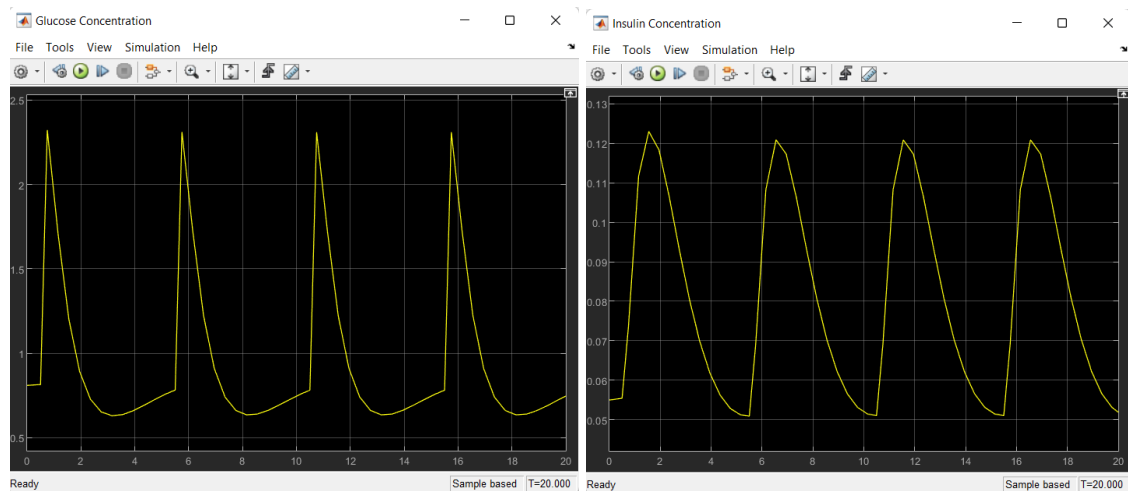 Glucose Concentration
File Tools View Simulation Help
2.5
2
1.5
1
0.5
0 2 4 6 8 10 12 14 16 18 20
Ready Sample based T=20.000
Insulin Concentration
File Tools View Simulation Help
0.13
0.12
0.11
0.1
0.09
0.08
0.07
0.06
0.05
0 2 4 6 8 10 12 14 16 18 20
Ready Sample based T=20.000